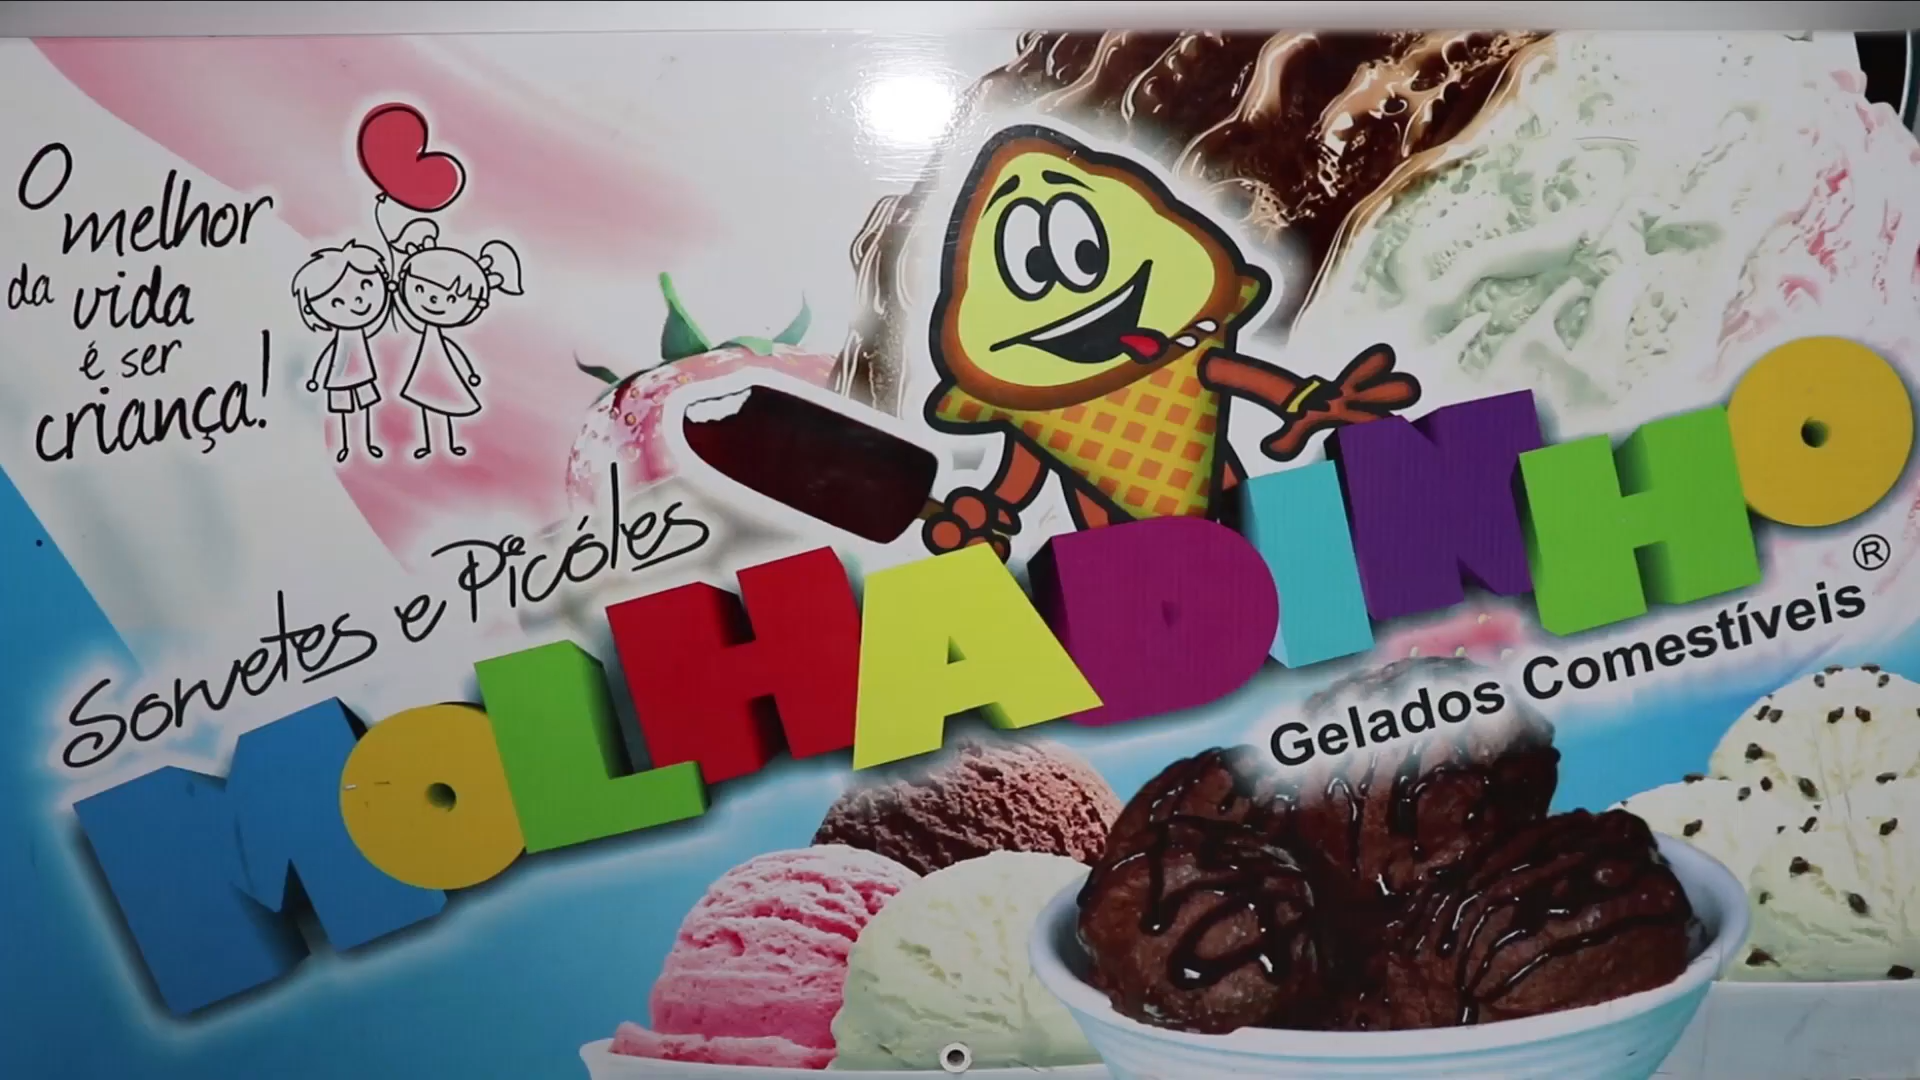 O
melhor
da vida
é ser
criança!
Sorvetes e Picóles
MOLHADINHO
Gelados Comestíveis ®